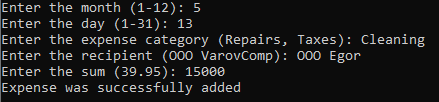 Enter the month (1-12): 5
Enter the day (1-31): 13
Enter the expense category (Repairs, Taxes): Cleaning
Enter the recipient (OOO VarovComp): OOO Egor
Enter the sum (39.95): 15000
Expense was successfully added